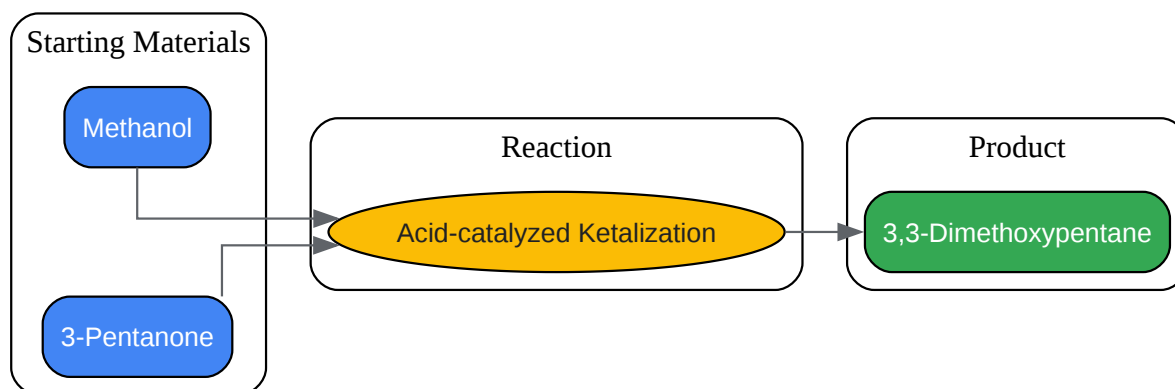 Starting Materials
Methanol
3-Pentanone
Reaction
Acid-catalyzed Ketalization
Product
3,3-Dimethoxypentane